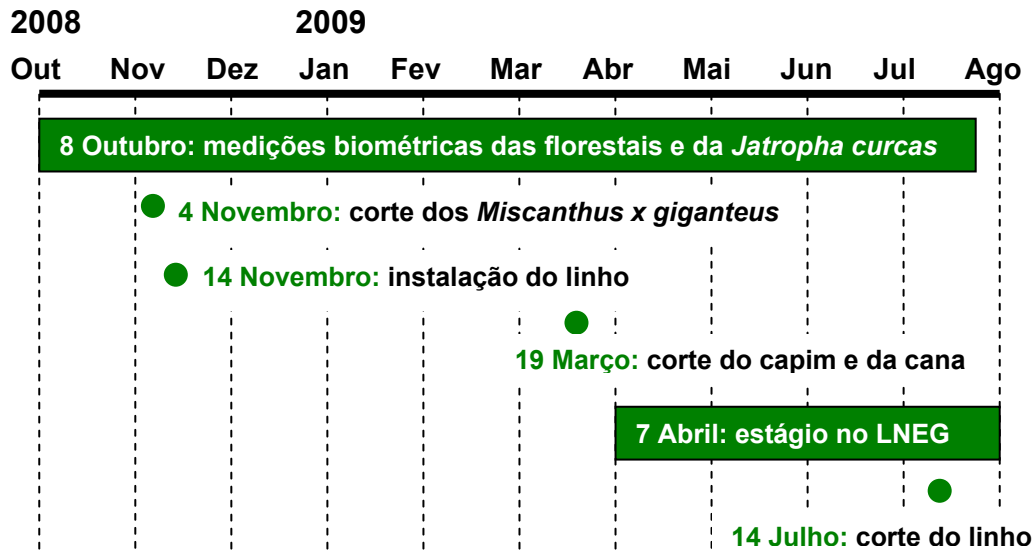 2008 2009
Out Nov Dez Jan Fev Mar Abr Mai Jun Jul Ago
8 Outubro: medições biométricas das florestais e da Jatropha curcas
4 Novembro: corte dos Miscanthus x giganteus
14 Novembro: instalação do linho
19 Março: corte do capim e da cana
7 Abril: estágio no LNEG
14 Julho: corte do linho